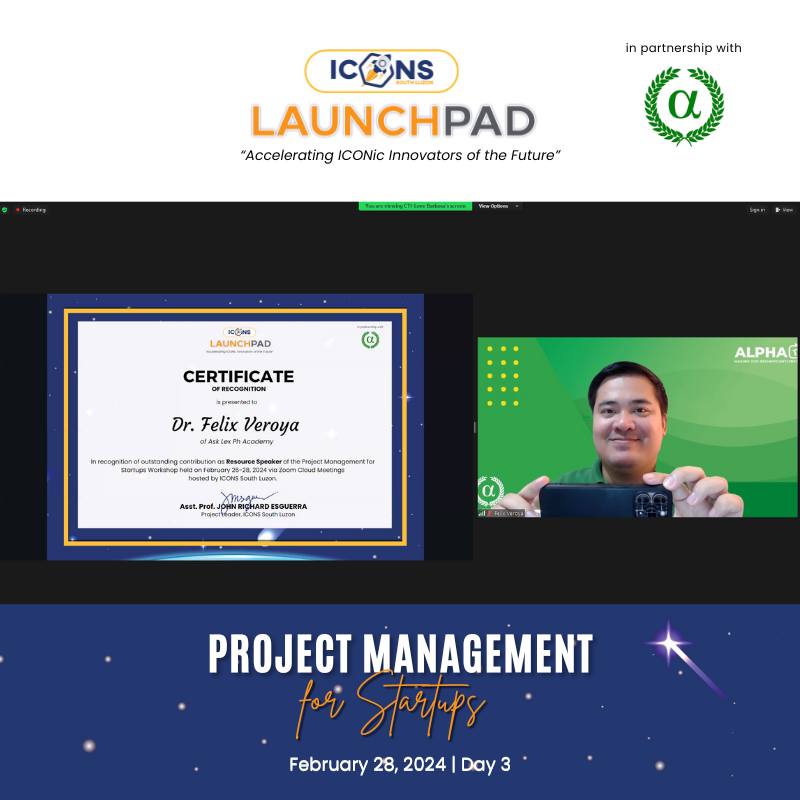 ICONS
SOUTH LUZON
LAUNCHPAD
“Accelerating ICONic Innovators of the Future”
in partnership with
α
Recording
You are viewing CTI Gene Barbosa's screen
View Options
Sign in
View
ICONS
LAUNCHPAD
"Accelerating ICONic Innovators of the Future"
in partnership with
CERTIFICATE
OF RECOGNITION
is presented to
Dr. Felix Veroya
of Ask Lex Ph Academy
In recognition of outstanding contribution as Resource Speaker of the Project Management for
Startups Workshop held on February 26-28, 2024 via Zoom Cloud Meetings
hosted by ICONS South Luzon.
Asst. Prof. JOHN RICHARD ESGUERRA
Project Leader, ICONS South Luzon
ALPHA
α
Felix Veroya
PROJECT MANAGEMENT
for Startups
February 28, 2024 | Day 3